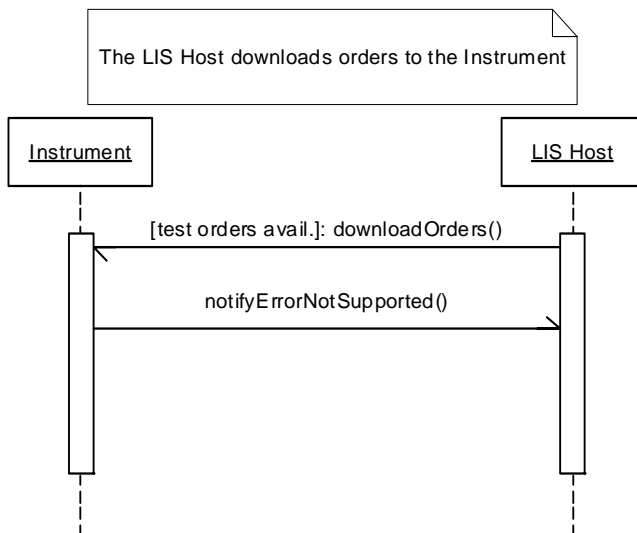 The LIS Host downloads orders to the Instrument
Instrument
LIS Host
[test orders avail.]: downloadOrders()
notifyErrorNotSupported()